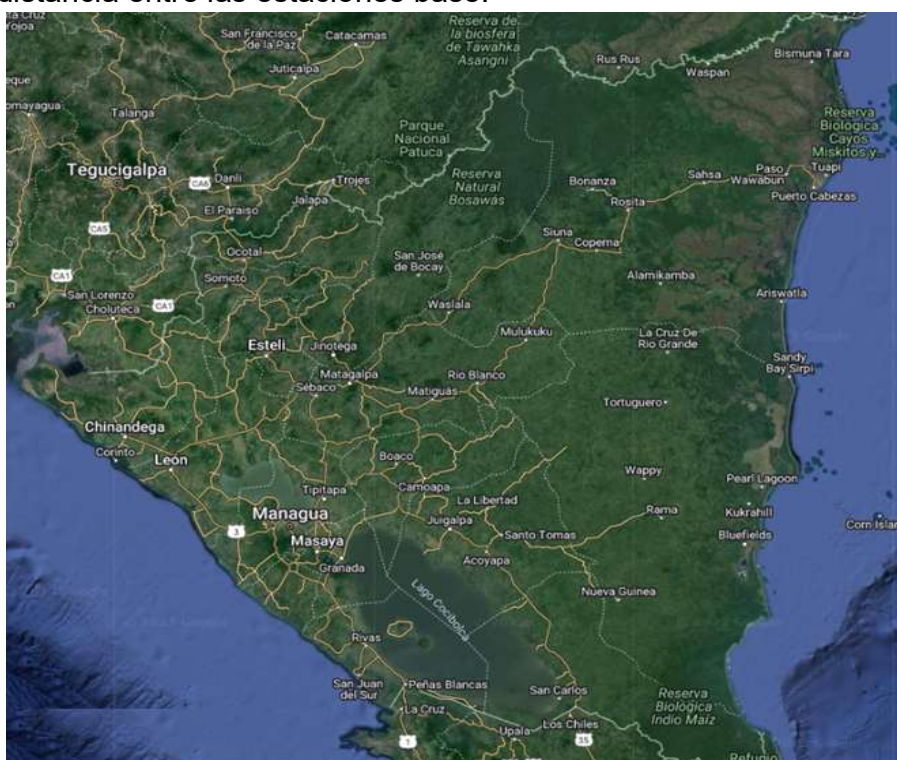 distancia entre las estaciones base.
Reserva de
la biosfera
de Tawahka
Asangni
San Francisco
de la Paz
Catacamas
Juticalpa
Rus Rus
Waspan
Bismuna Tara
Talanga
Parque
Nacional
Patuca
Reserva
Biológica
Cayos
Miskitos y...
Tegucigalpa
CA6
Danlí
Trojes
Reserva
Natural
Bosawás
Bonanza
Sahsa
Paso
Wawabun
Tuapi
Puerto Cabezas
El Paraíso
Jalapa
Rosita
CA5
Siuna
Copema
Ocotal
San José
de Bocay
CA1
Somoto
Alamikamba
San Lorenzo
Choluteca
CA1
Waslala
Ariswatla
Estelí
Jinotega
Mulukuku
La Cruz De
Rio Grande
Matagalpa
Sébaco
Matiguás
Rio Blanco
Sandy
Bay Sirpi
Tortuguero
Chinandega
Corinto
León
Boaco
Wappy
Tipitapa
Camoapa
La Libertad
Pearl Lagoon
Managua
Juigalpa
Rama
Kukrahill
3
Masaya
Santo Tomas
Bluefields
Granada
Acoyapa
Lago Cocibolca
Nueva Guinea
Rivas
San Juan
del Sur
Peñas Blancas
San Carlos
La Cruz
Reserva
Biológica
Indio Maíz
1
Upala
Los Chiles
35
Refugio